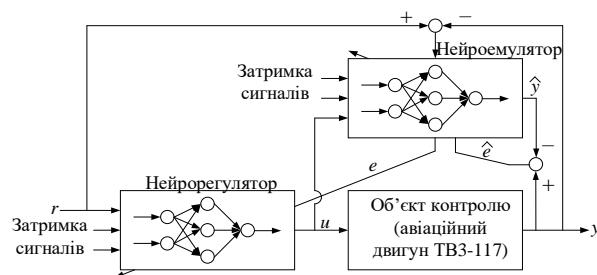 +
−
Нейроемулятор
Затримка
сигналів
ŷ
−
e
ê
+
Нейрорегулятор
r
Затримка
сигналів
u
Об’єкт контролю
(авіаційний
двигун ТВ3-117)
y